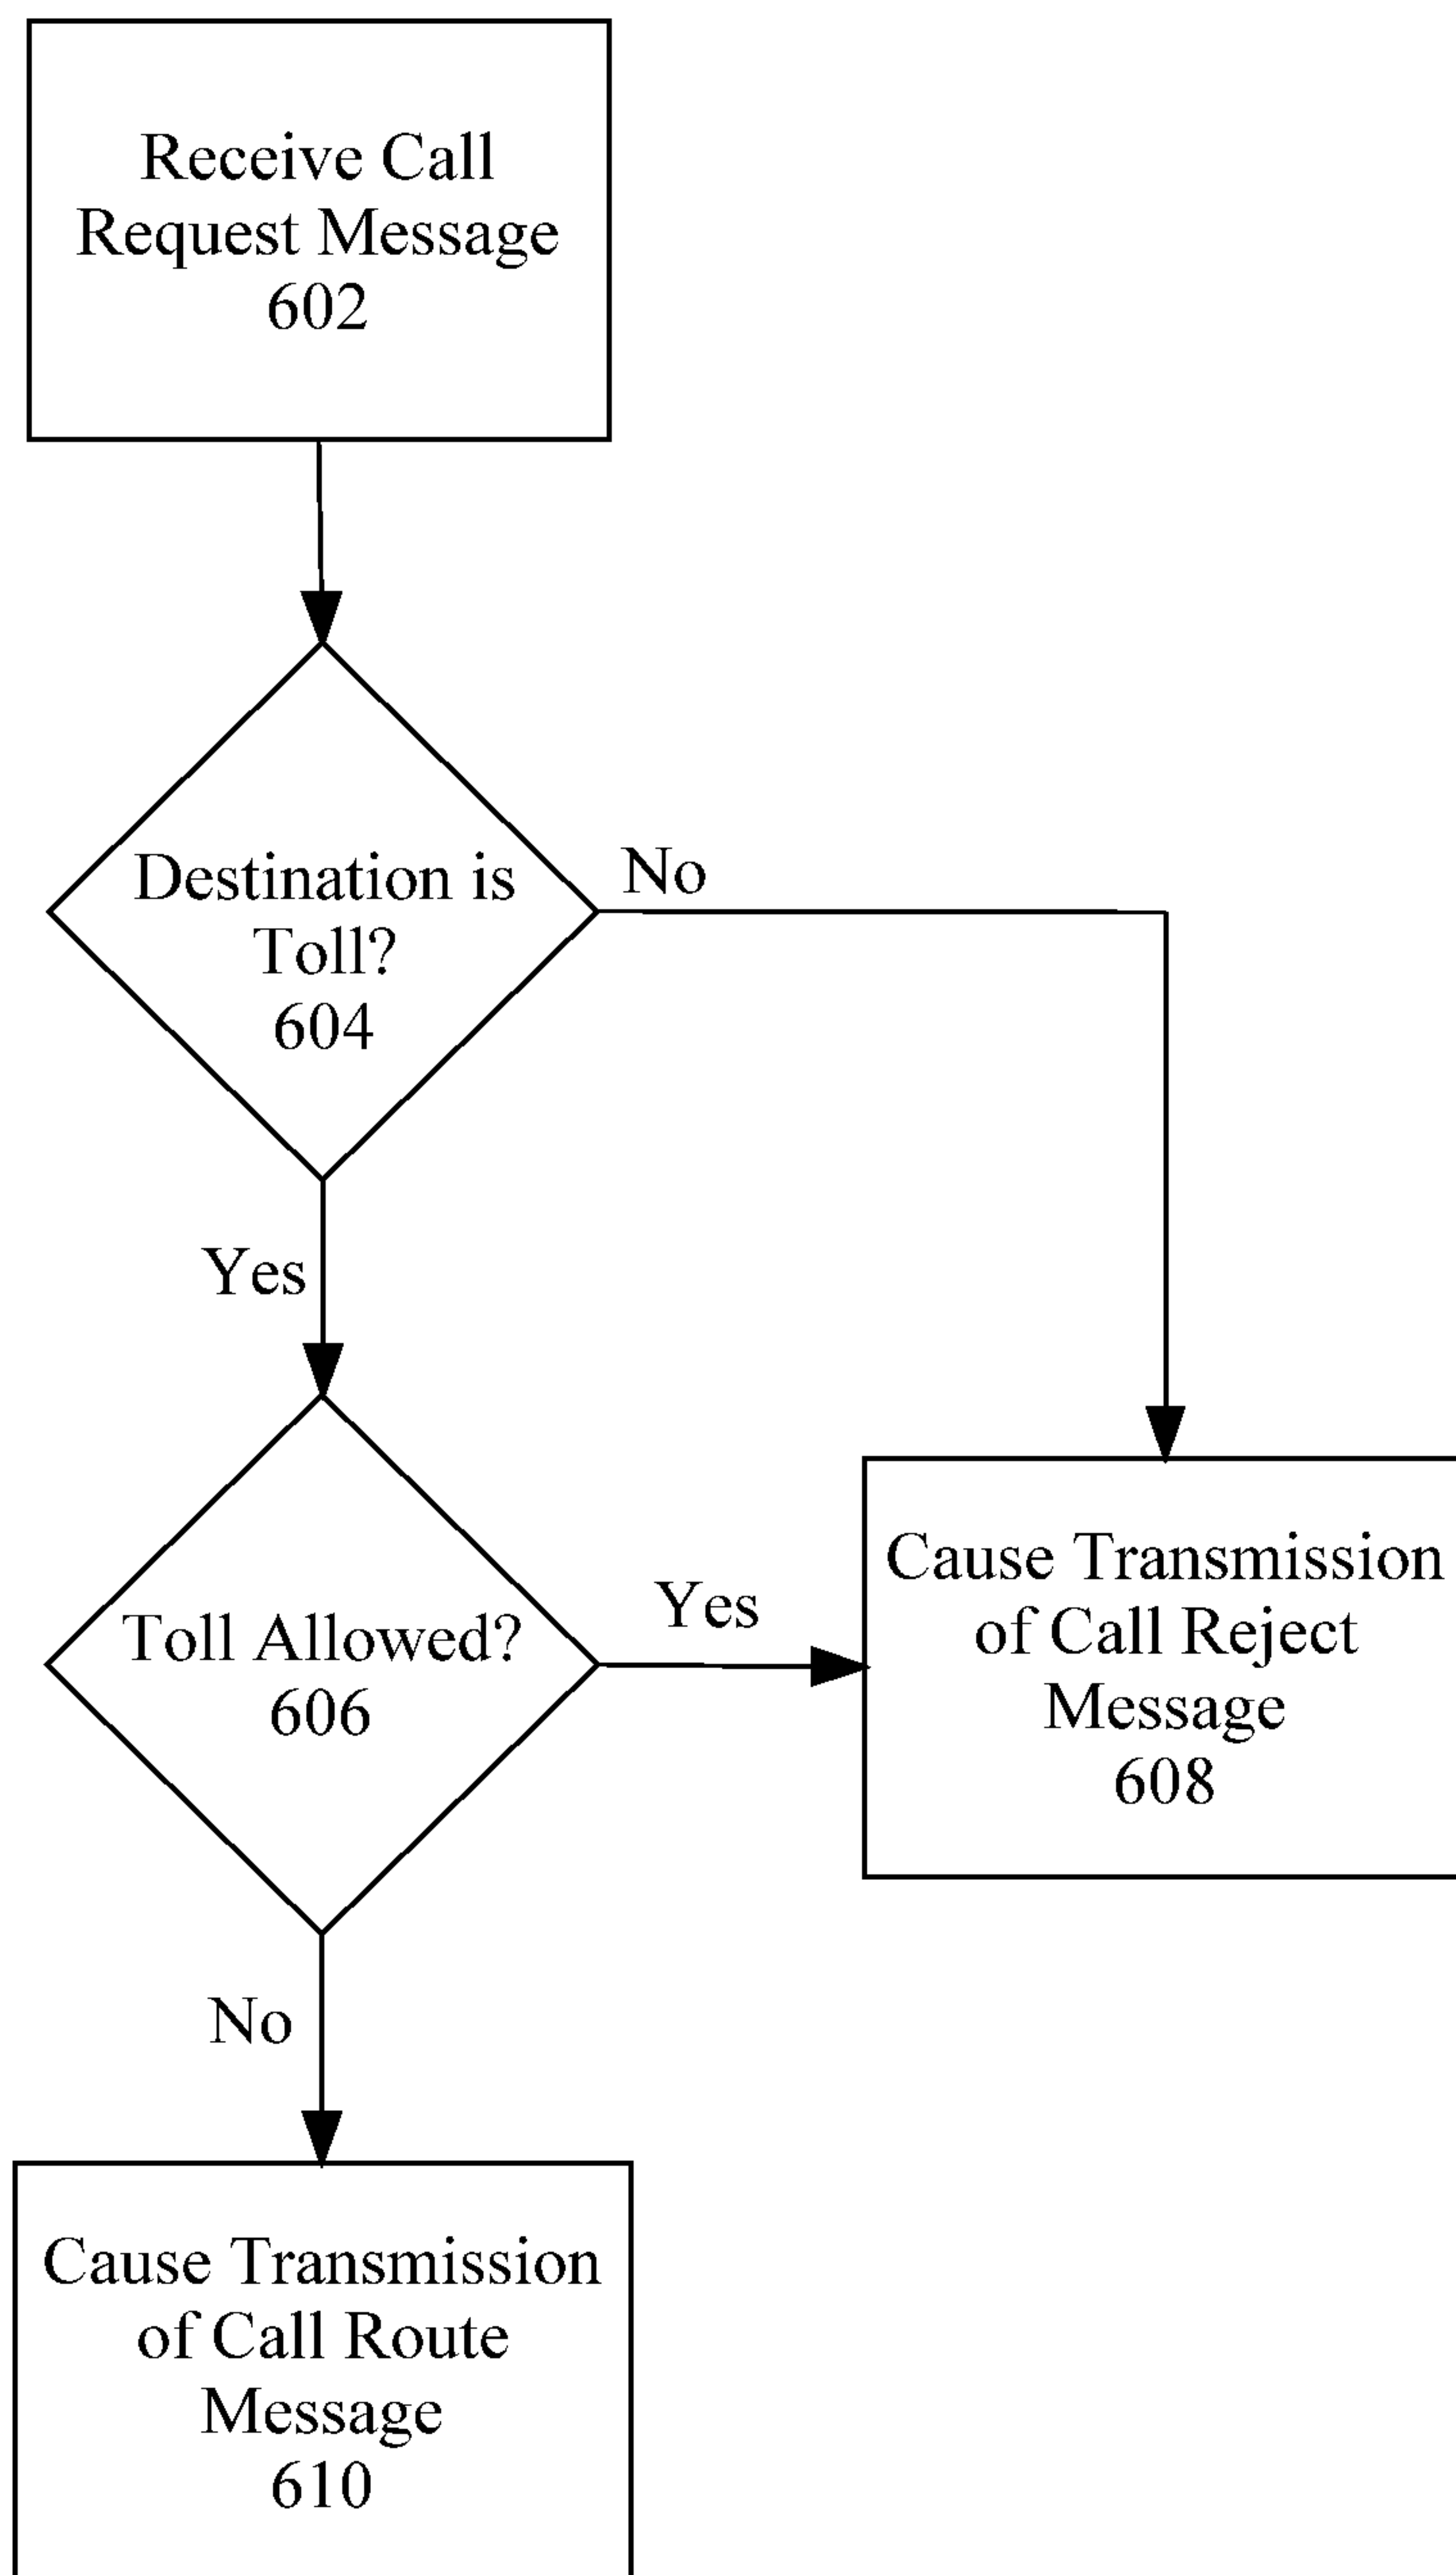 Receive Call
Request Message
602
Destination is
Toll?
604
No
Yes
Toll Allowed?
606
Yes
Cause Transmission
of Call Reject
Message
608
No
Cause Transmission
of Call Route
Message
610